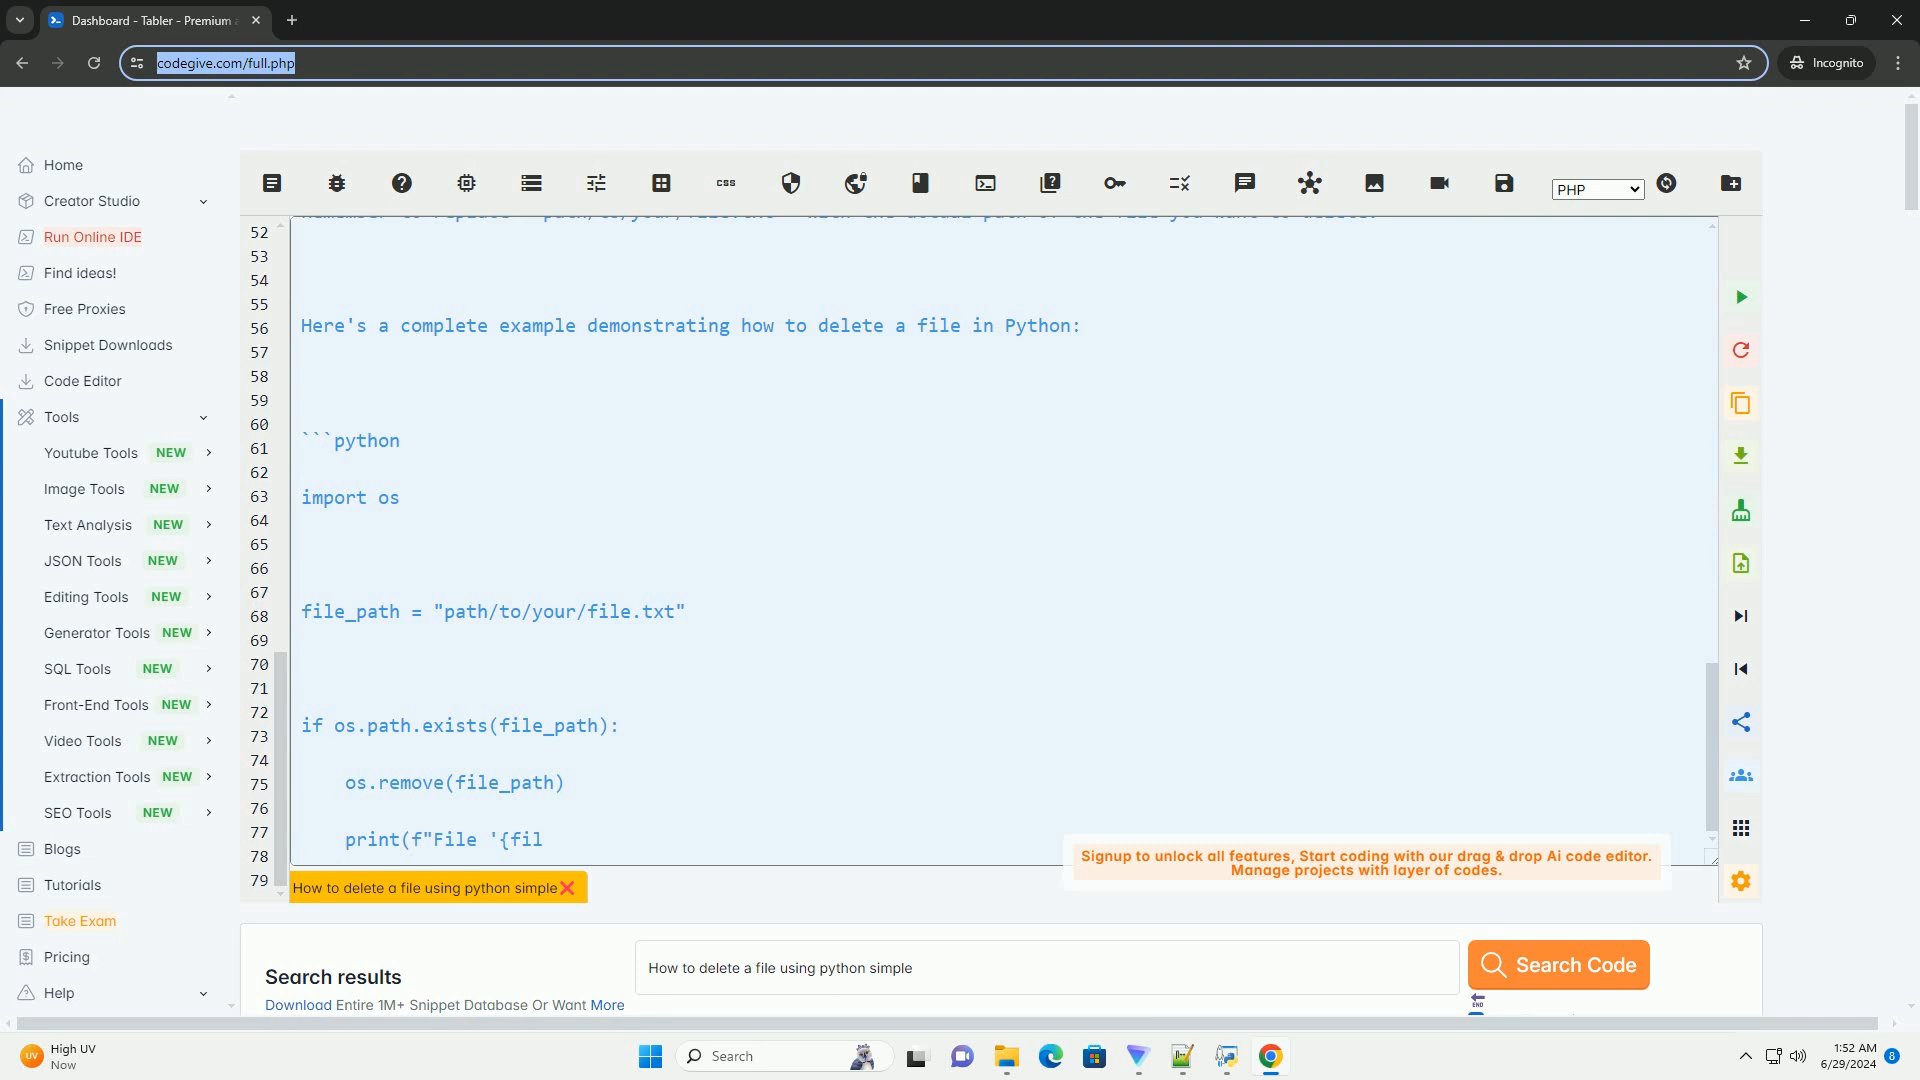 Dashboard - Tabler - Premium
codegive.com/full.php
Incognito
Home
Creator Studio
Run Online IDE
Find ideas!
Free Proxies
Snippet Downloads
Code Editor
Tools
Youtube Tools NEW
Image Tools NEW
Text Analysis NEW
JSON Tools NEW
Editing Tools NEW
Generator Tools NEW
SQL Tools NEW
Front-End Tools NEW
Video Tools NEW
Extraction Tools NEW
SEO Tools NEW
Blogs
Tutorials
Take Exam
Pricing
Help
CSS
PHP
52
53
54
55
56
57
58
59
60
61
62
63
64
65
66
67
68
69
70
71
72
73
74
75
76
77
78
79
Here's a complete example demonstrating how to delete a file in Python:
```python
import os
file_path = "path/to/your/file.txt"
if os.path.exists(file_path):
os.remove(file_path)
print(f"File '{fil
Signup to unlock all features, Start coding with our drag & drop Ai code editor.
Manage projects with layer of codes.
How to delete a file using python simple
Search results
How to delete a file using python simple
Search Code
Download Entire 1M+ Snippet Database Or Want More
END
UV
High UV
Now
Search
1:52 AM
6/29/2024
8